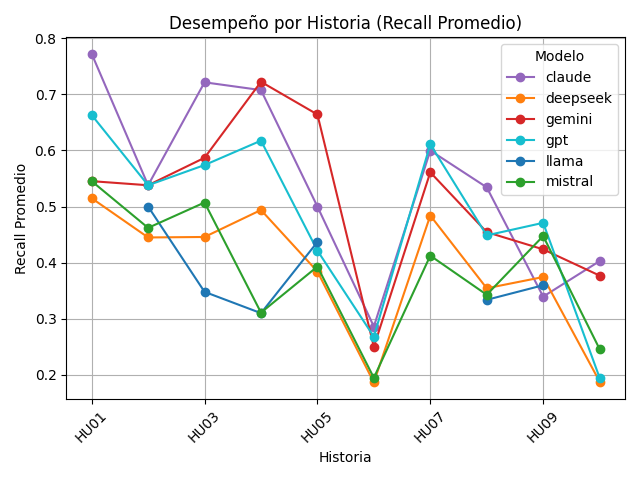 Desempeño por Historia (Recall Promedio)
Modelo
claude
deepseek
gemini
gpt
llama
mistral
Recall Promedio
0.8
0.7
0.6
0.5
0.4
0.3
0.2
HU01
HU03
HU05
HU07
HU09
Historia